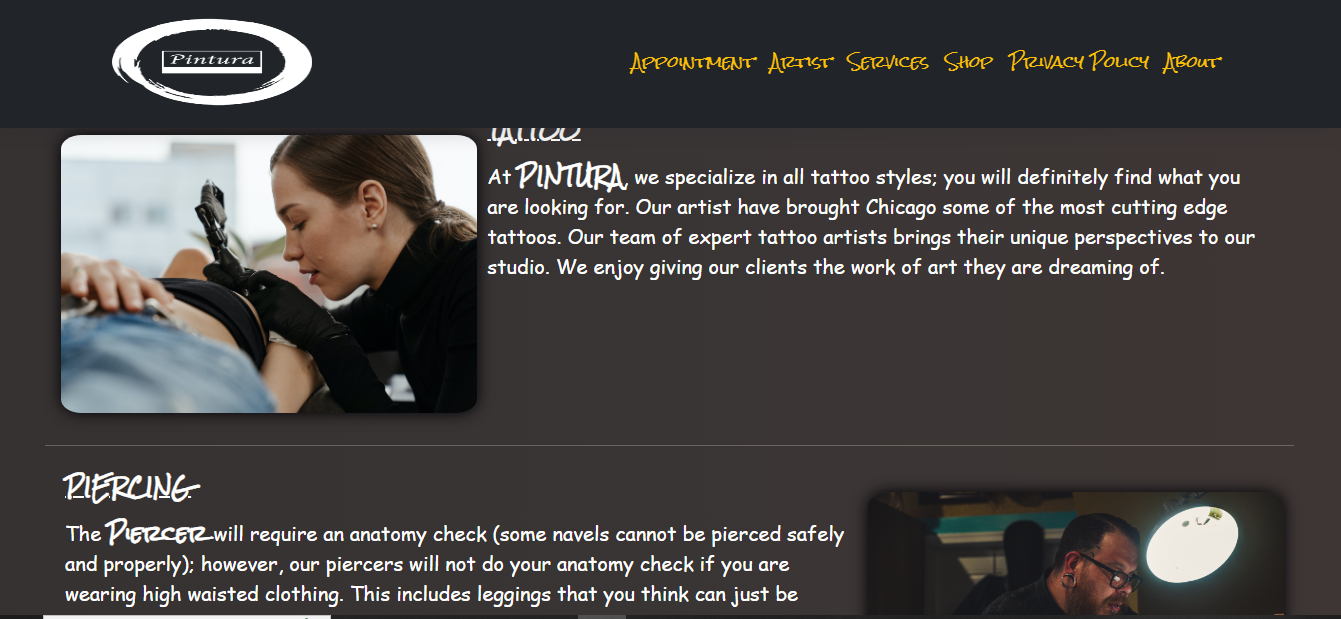 Pintura
Appointment Artist Services Shop Privacy Policy About
Tattoo
At Pintura, we specialize in all tattoo styles; you will definitely find what you
are looking for. Our artist have brought Chicago some of the most cutting edge
tattoos. Our team of expert tattoo artists brings their unique perspectives to our
studio. We enjoy giving our clients the work of art they are dreaming of.
Piercing
The Piercer will require an anatomy check (some navels cannot be pierced safely
and properly); however, our piercers will not do your anatomy check if you are
wearing high waisted clothing. This includes leggings that you think can just be